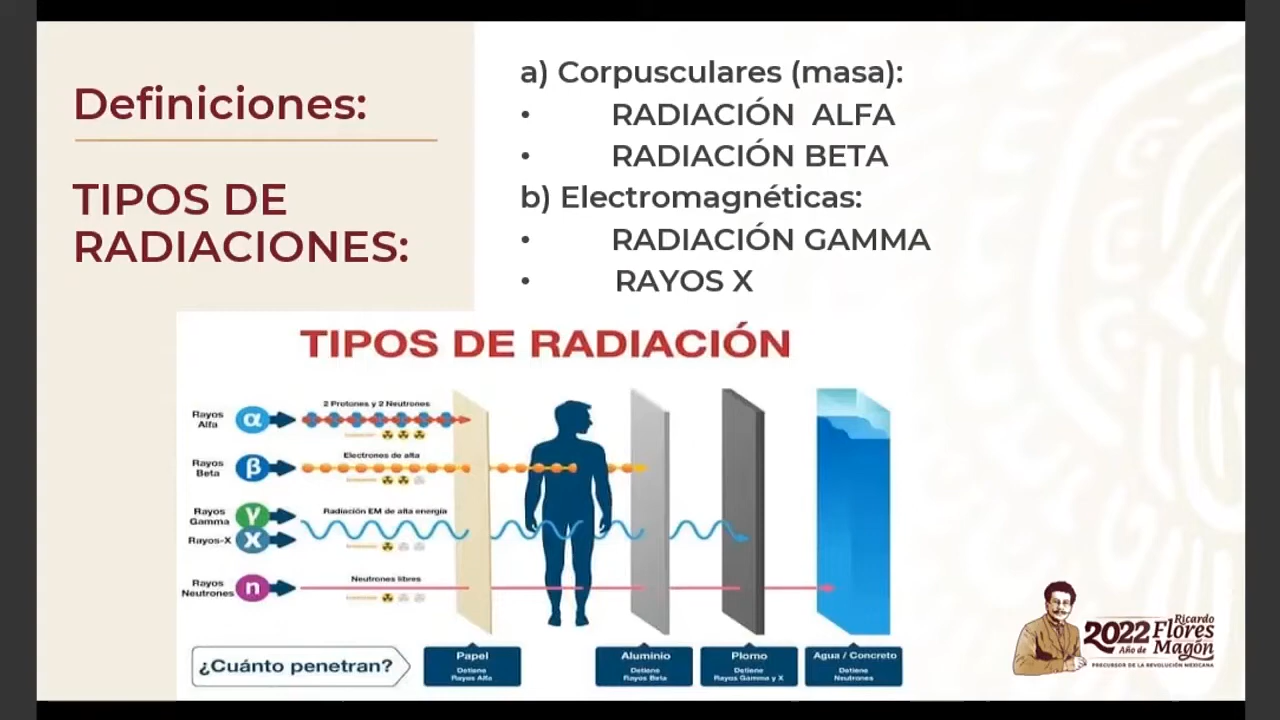 Definiciones:
TIPOS DE
RADIACIONES:
a) Corpusculares (masa):
• RADIACIÓN ALFA
• RADIACIÓN BETA
b) Electromagnéticas:
• RADIACIÓN GAMMA
• RAYOS X
TIPOS DE RADIACIÓN
Rayos
Alfa
α
2 Protones y 2 Neutrones
Rayos
Beta
β
Electrones de alta
Rayos
Gamma
γ
Radiación EM de alta energía
Rayos-X
X
Rayos
Neutrones
n
Neutrones libres
¿Cuánto penetran?
Papel
Detiene
Rayos Alfa
Aluminio
Detiene
Rayos Beta
Plomo
Detiene
Rayos Gamma y X
Agua / Concreto
Detiene
Neutrones
2022
Año de
Ricardo
Flores
Magón
PRECURSOR DE LA REVOLUCIÓN MEXICANA